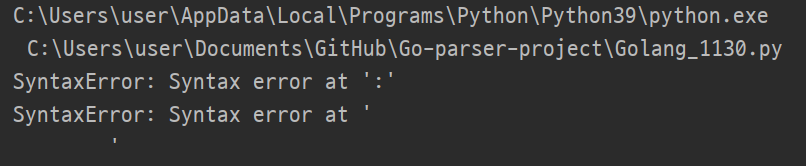 C:\Users\user\AppData\Local\Programs\Python\Python39\python.exe
C:\Users\user\Documents\GitHub\Go-parser-project\Golang_1130.py
SyntaxError: Syntax error at ':'
SyntaxError: Syntax error at '
'